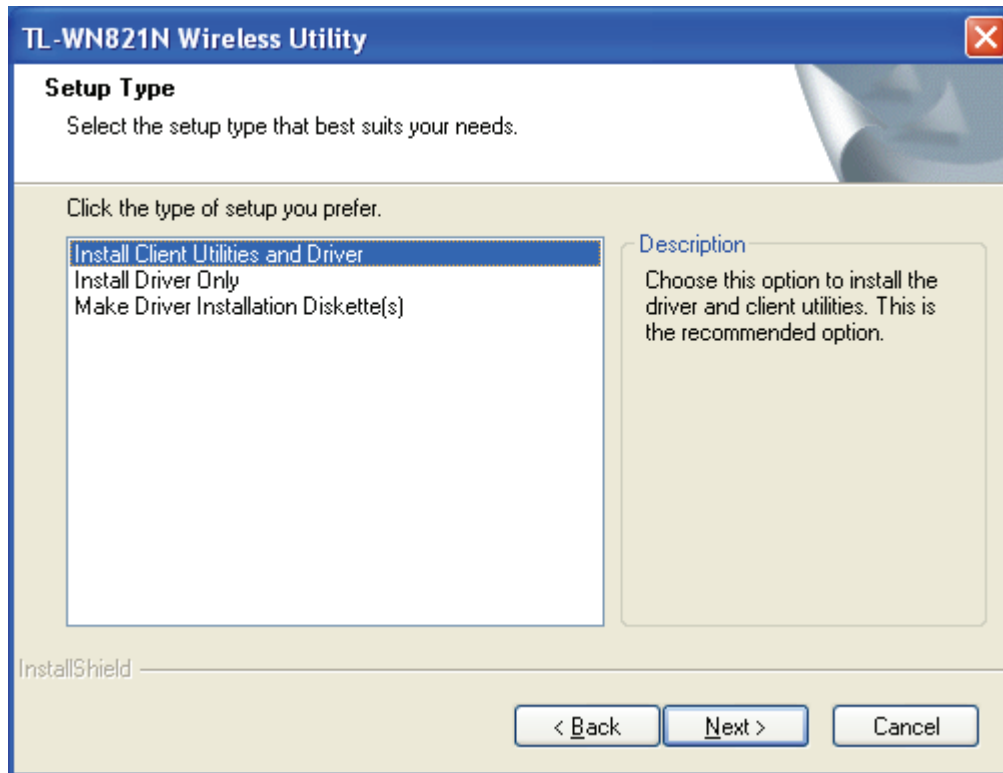 TL-WN821N Wireless Utility
Setup Type
Select the setup type that best suits your needs.
Click the type of setup you prefer.
Install Client Utilities and Driver
Install Driver Only
Make Driver Installation Diskette(s)
Description
Choose this option to install the
driver and client utilities. This is
the recommended option.
InstallShield
< Back
Next >
Cancel